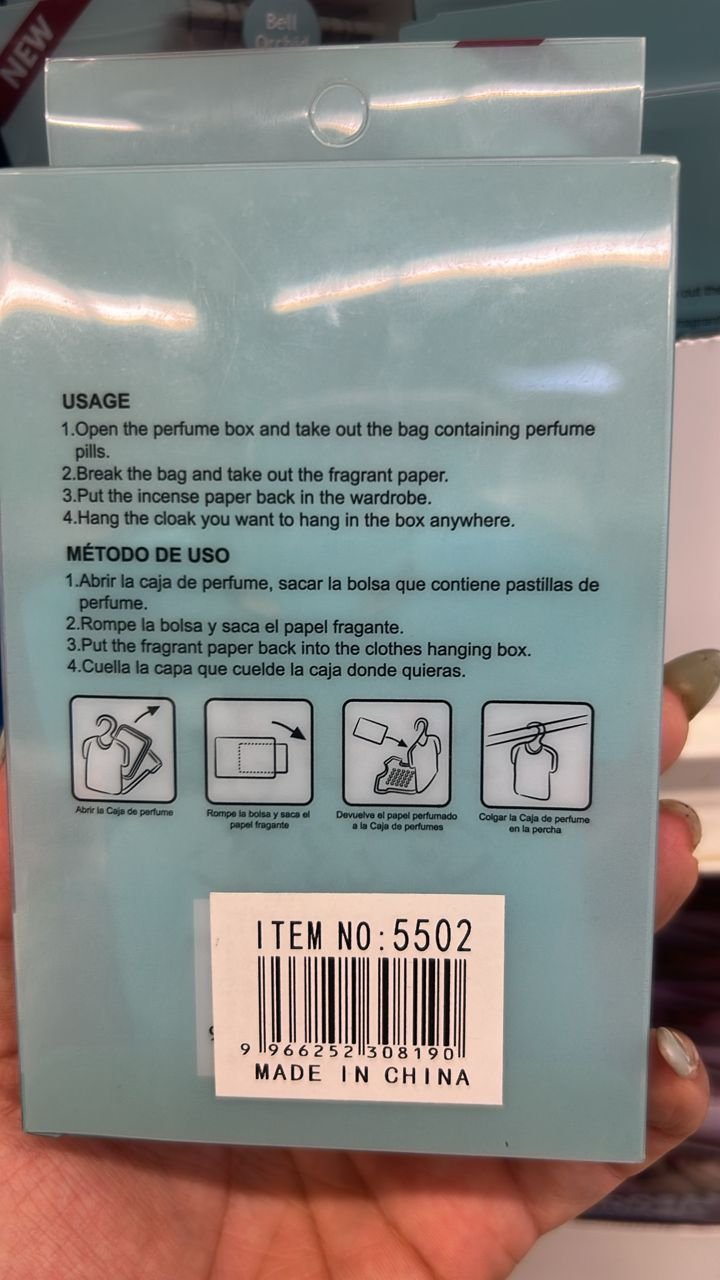 NEW
Bell
Orchid
USAGE
1.Open the perfume box and take out the bag containing perfume
pills.
2.Break the bag and take out the fragrant paper.
3.Put the incense paper back in the wardrobe.
4.Hang the cloak you want to hang in the box anywhere.
MÉTODO DE USO
1.Abrir la caja de perfume, sacar la bolsa que contiene pastillas de
perfume.
2.Rompe la bolsa y saca el papel fragante.
3.Put the fragrant paper back into the clothes hanging box.
4.Cuella la capa que cuelde la caja donde quieras.
Abrir la Caja de perfume
Rompe la bolsa y saca el
papel fragante
Devuelve el papel perfumado
a la Caja de perfumes
Colgar la Caja de perfume
en la percha
ITEM NO:5502
9 966252 308190
MADE IN CHINA